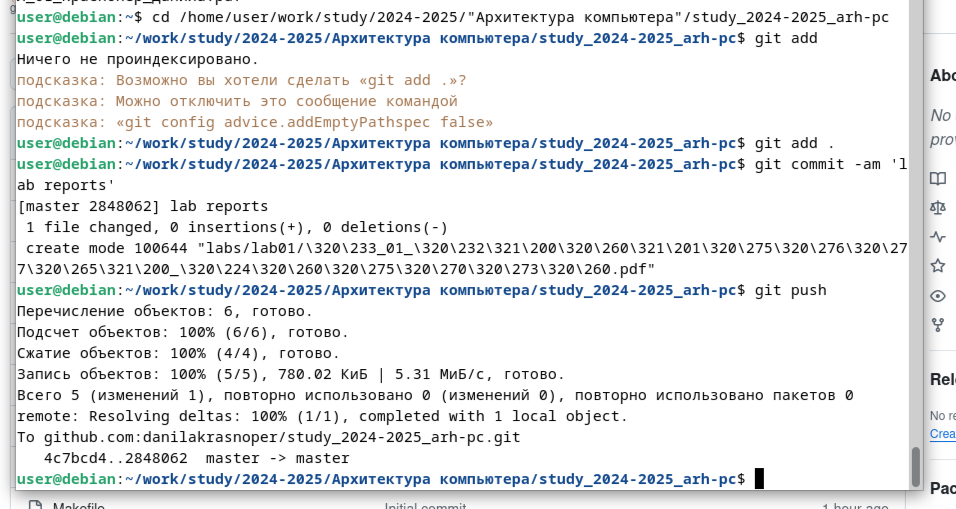 user@debian:~$ cd /home/user/work/study/2024-2025/"Архитектура компьютера"/study_2024-2025_arh-pc
user@debian:~/work/study/2024-2025/Архитектура компьютера/study_2024-2025_arh-pc$ git add
Ничего не проиндексировано.
подсказка: Возможно вы хотели сделать «git add .»?
подсказка: Можно отключить это сообщение командой
подсказка: «git config advice.addEmptyPathspec false»
user@debian:~/work/study/2024-2025/Архитектура компьютера/study_2024-2025_arh-pc$ git add .
user@debian:~/work/study/2024-2025/Архитектура компьютера/study_2024-2025_arh-pc$ git commit -am 'l
ab reports'
[master 2848062] lab reports
 1 file changed, 0 insertions(+), 0 deletions(-)
 create mode 100644 "labs/lab01/\320\233_01_\320\232\321\200\320\260\321\201\320\275\320\276\320\27
7\320\265\321\200_\320\224\320\260\320\275\320\270\320\273\320\260.pdf"
user@debian:~/work/study/2024-2025/Архитектура компьютера/study_2024-2025_arh-pc$ git push
Перечисление объектов: 6, готово.
Подсчет объектов: 100% (6/6), готово.
Сжатие объектов: 100% (4/4), готово.
Запись объектов: 100% (5/5), 780.02 КиБ | 5.31 МиБ/с, готово.
Всего 5 (изменений 1), повторно использовано 0 (изменений 0), повторно использовано пакетов 0
remote: Resolving deltas: 100% (1/1), completed with 1 local object.
To github.com:danilakrasnoper/study_2024-2025_arh-pc.git
   4c7bcd4..2848062  master -> master
user@debian:~/work/study/2024-2025/Архитектура компьютера/study_2024-2025_arh-pc$
Makefile
Initial commit
1 hour ago
Abo
No
prov
Rel
No re
Crea
Pac